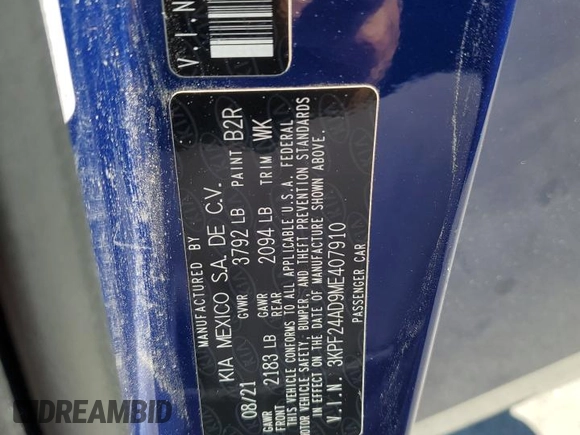 V.I.N
MANUFACTURED BY
KIA MEXICO S.A. DE C.V.
08/21 GVWR 3792 LB PAINT B2R
GAWR FRONT 2183 LB GAWR REAR 2094 LB TRIM WK
THIS VEHICLE CONFORMS TO ALL APPLICABLE U.S.A. FEDERAL
MOTOR VEHICLE SAFETY, BUMPER, AND THEFT PREVENTION STANDARDS
IN EFFECT ON THE DATE OF MANUFACTURE SHOWN ABOVE.
V.I.N. 3KPF24AD9ME407910
PASSENGER CAR
DREAMBID